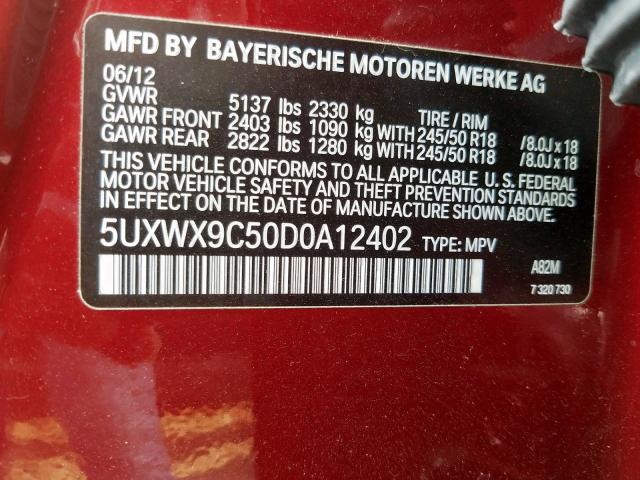 MFD BY BAYERISCHE MOTOREN WERKE AG
06/12
GVWR 5137 lbs 2330 kg TIRE / RIM
GAWR FRONT 2403 lbs 1090 kg WITH 245/50 R18 /8.0J x 18
GAWR REAR 2822 lbs 1280 kg WITH 245/50 R18 /8.0J x 18
THIS VEHICLE CONFORMS TO ALL APPLICABLE U.S. FEDERAL
MOTOR VEHICLE SAFETY AND THEFT PREVENTION STANDARDS
IN EFFECT ON THE DATE OF MANUFACTURE SHOWN ABOVE
5UXWX9C50D0A12402 TYPE: MPV
A82M
7 320 730